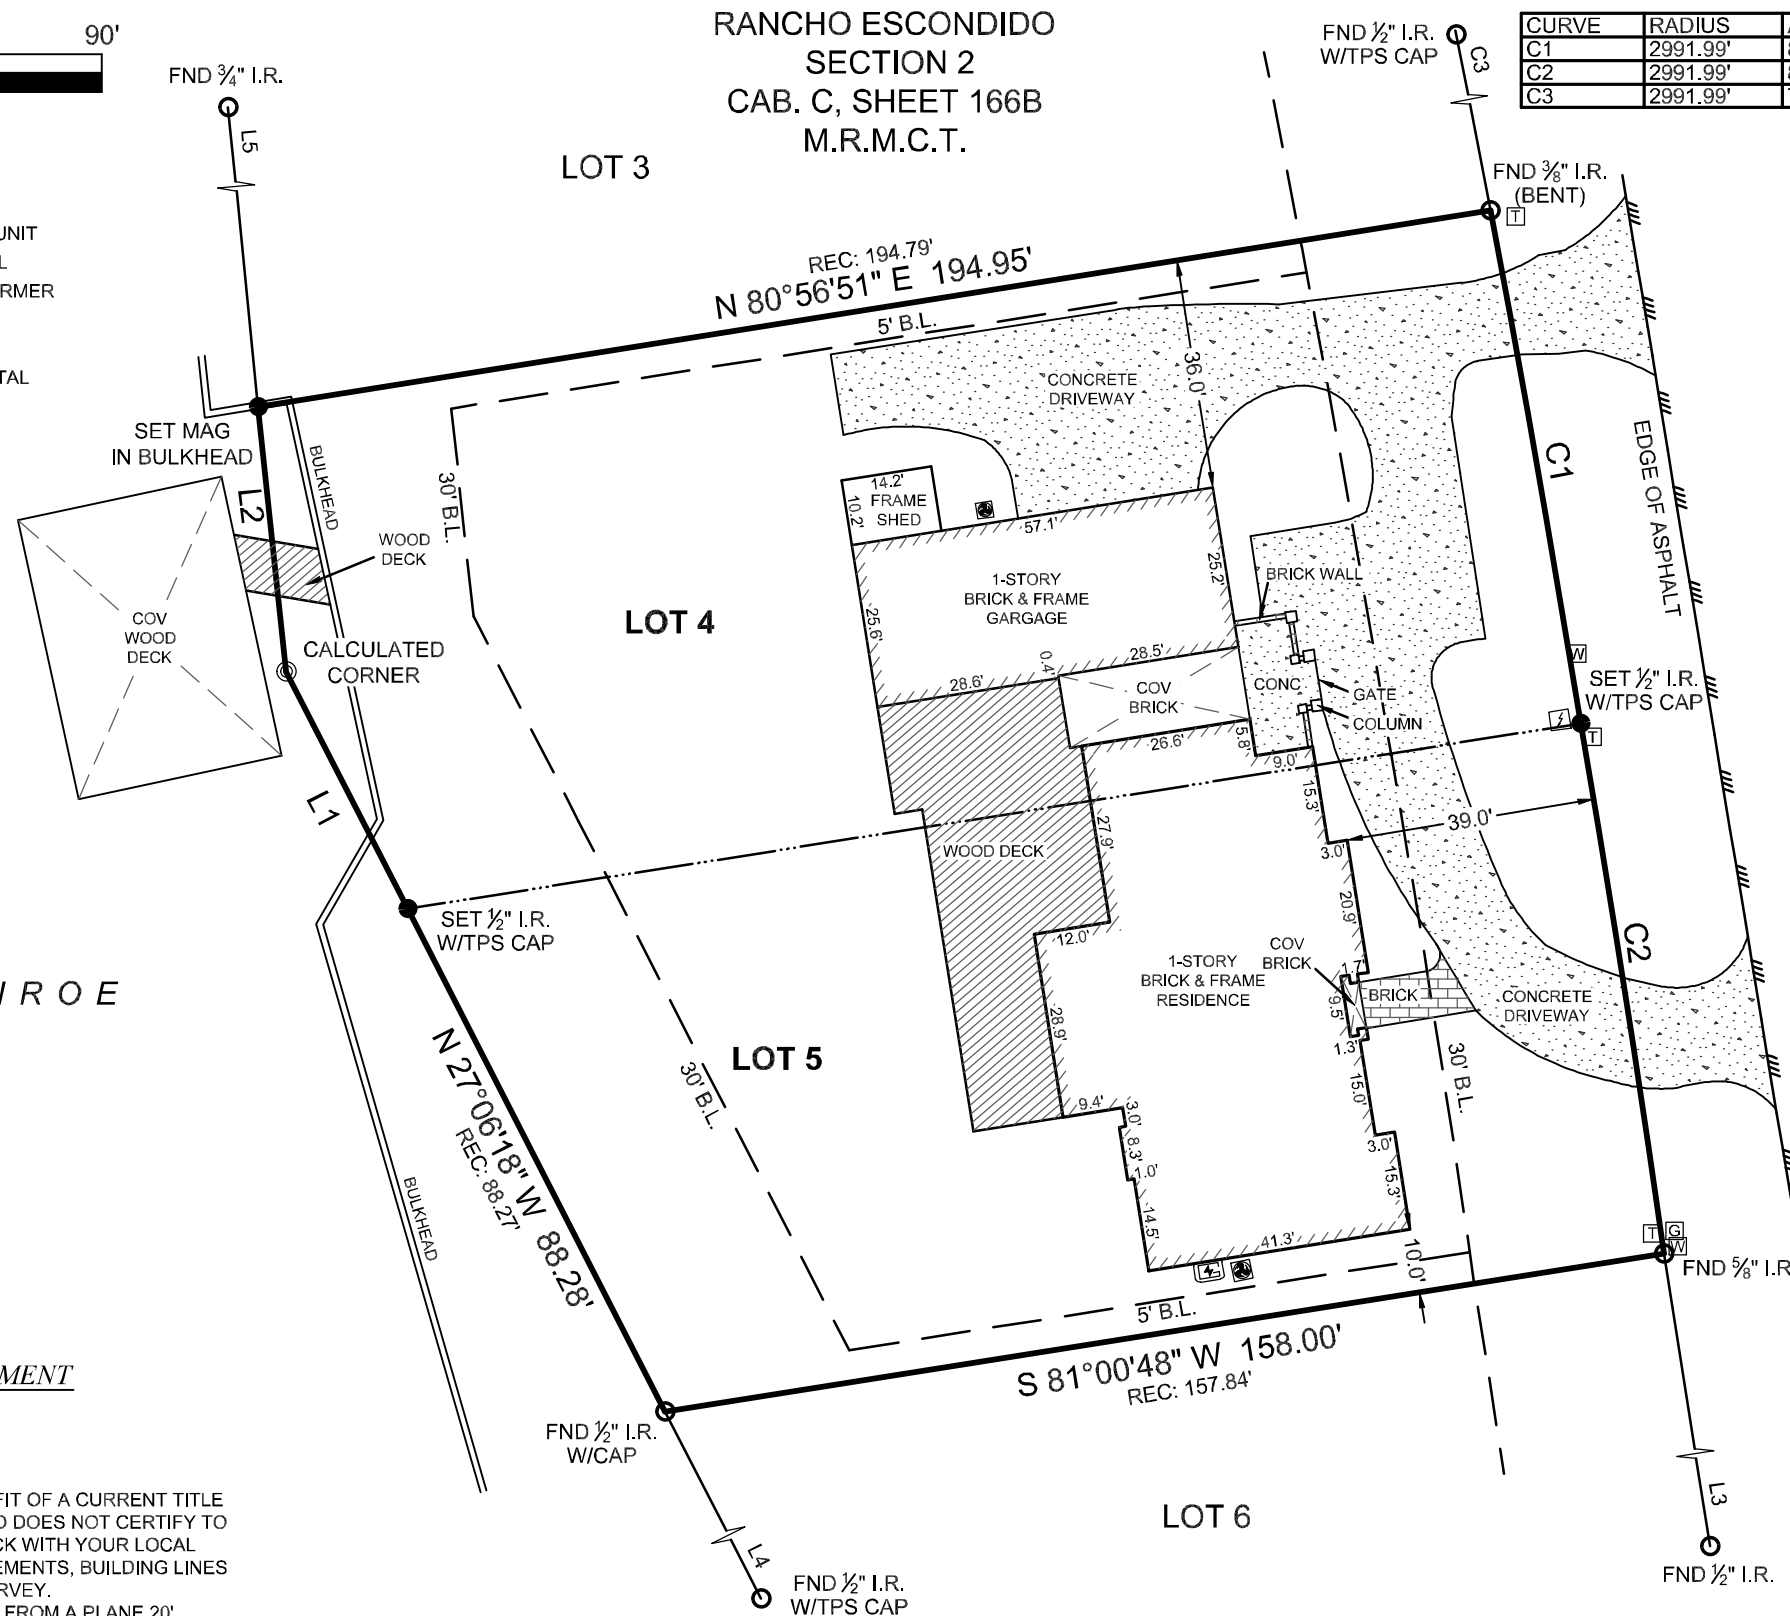 90'
RANCHO ESCONDIDO
SECTION 2
CAB. C, SHEET 166B
M.R.M.C.T.
FND ½" I.R.
W/TPS CAP
C3
CURVE RADIUS
C1 2991.99'
C2 2991.99'
C3 2991.99'
FND ¾" I.R.
L5
LOT 3
FND ⅜" I.R.
(BENT)
T
UNIT
RMER
TAL
REC: 194.79'
N 80°56'51" E 194.95'
5' B.L.
36.0'
CONCRETE
DRIVEWAY
SET MAG
IN BULKHEAD
BULKHEAD
L2
30' B.L.
C1
EDGE OF ASPHALT
14.2'
10.2'
FRAME
SHED
57.1'
WOOD
DECK
1-STORY
BRICK & FRAME
GARGAGE
25.2'
25.6'
BRICK WALL
COV
WOOD
DECK
LOT 4
CALCULATED
CORNER
0.4'
28.5'
28.6'
COV
BRICK
CONC
GATE
COLUMN
W
SET ½" I.R.
W/TPS CAP
T
26.6'
5.8'
9.0'
15.3'
L1
27.9'
39.0'
WOOD DECK
3.0'
20.9'
SET ½" I.R.
W/TPS CAP
12.0'
C2
1-STORY
BRICK & FRAME
RESIDENCE
COV
BRICK
1.7'
9.5'
BRICK
CONCRETE
DRIVEWAY
I R O E
28.9'
1.3'
N 27°06'18" W 88.28'
REC: 88.27'
LOT 5
30' B.L.
30' B.L.
15.0'
9.4'
3.0'
8.3'
1.0'
14.5'
3.0'
15.3'
BULKHEAD
41.3'
10.0'
T
G
W
FND ⅝" I.R
5' B.L.
S 81°00'48" W 158.00'
REC: 157.84'
MENT
FND ½" I.R.
W/CAP
L3
LOT 6
FIT OF A CURRENT TITLE
D DOES NOT CERTIFY TO
CK WITH YOUR LOCAL
EMENTS, BUILDING LINES
RVEY.
FROM A PLANE 20'
L4
FND ½" I.R.
W/TPS CAP
FND ½" I.R.